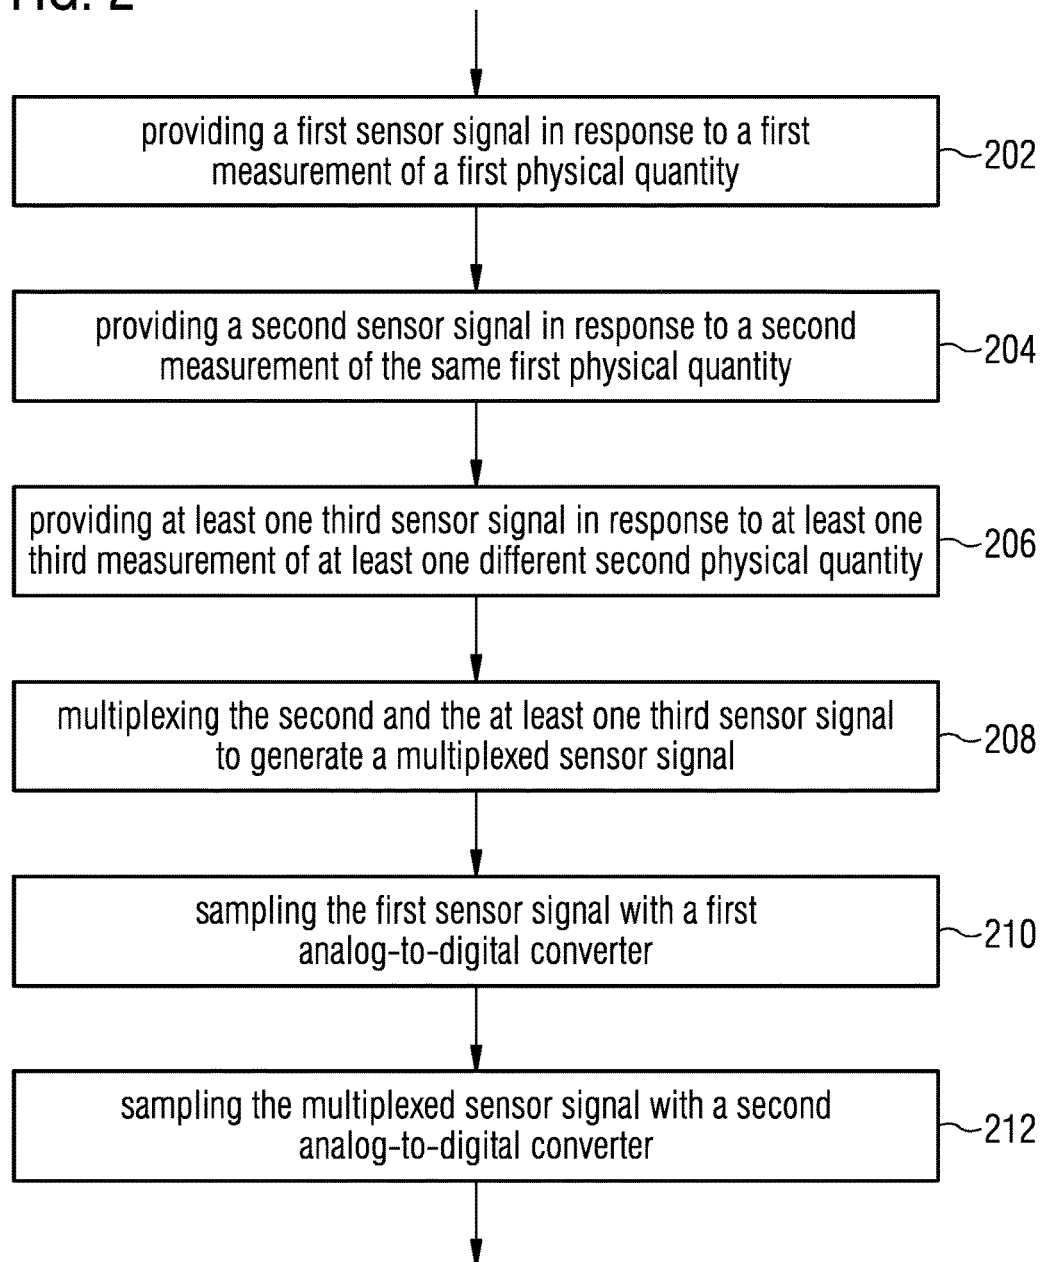 FIG. 2
providing a first sensor signal in response to a first
measurement of a first physical quantity
202
providing a second sensor signal in response to a second
measurement of the same first physical quantity
204
providing at least one third sensor signal in response to at least one
third measurement of at least one different second physical quantity
206
multiplexing the second and the at least one third sensor signal
to generate a multiplexed sensor signal
208
sampling the first sensor signal with a first
analog-to-digital converter
210
sampling the multiplexed sensor signal with a second
analog-to-digital converter
212